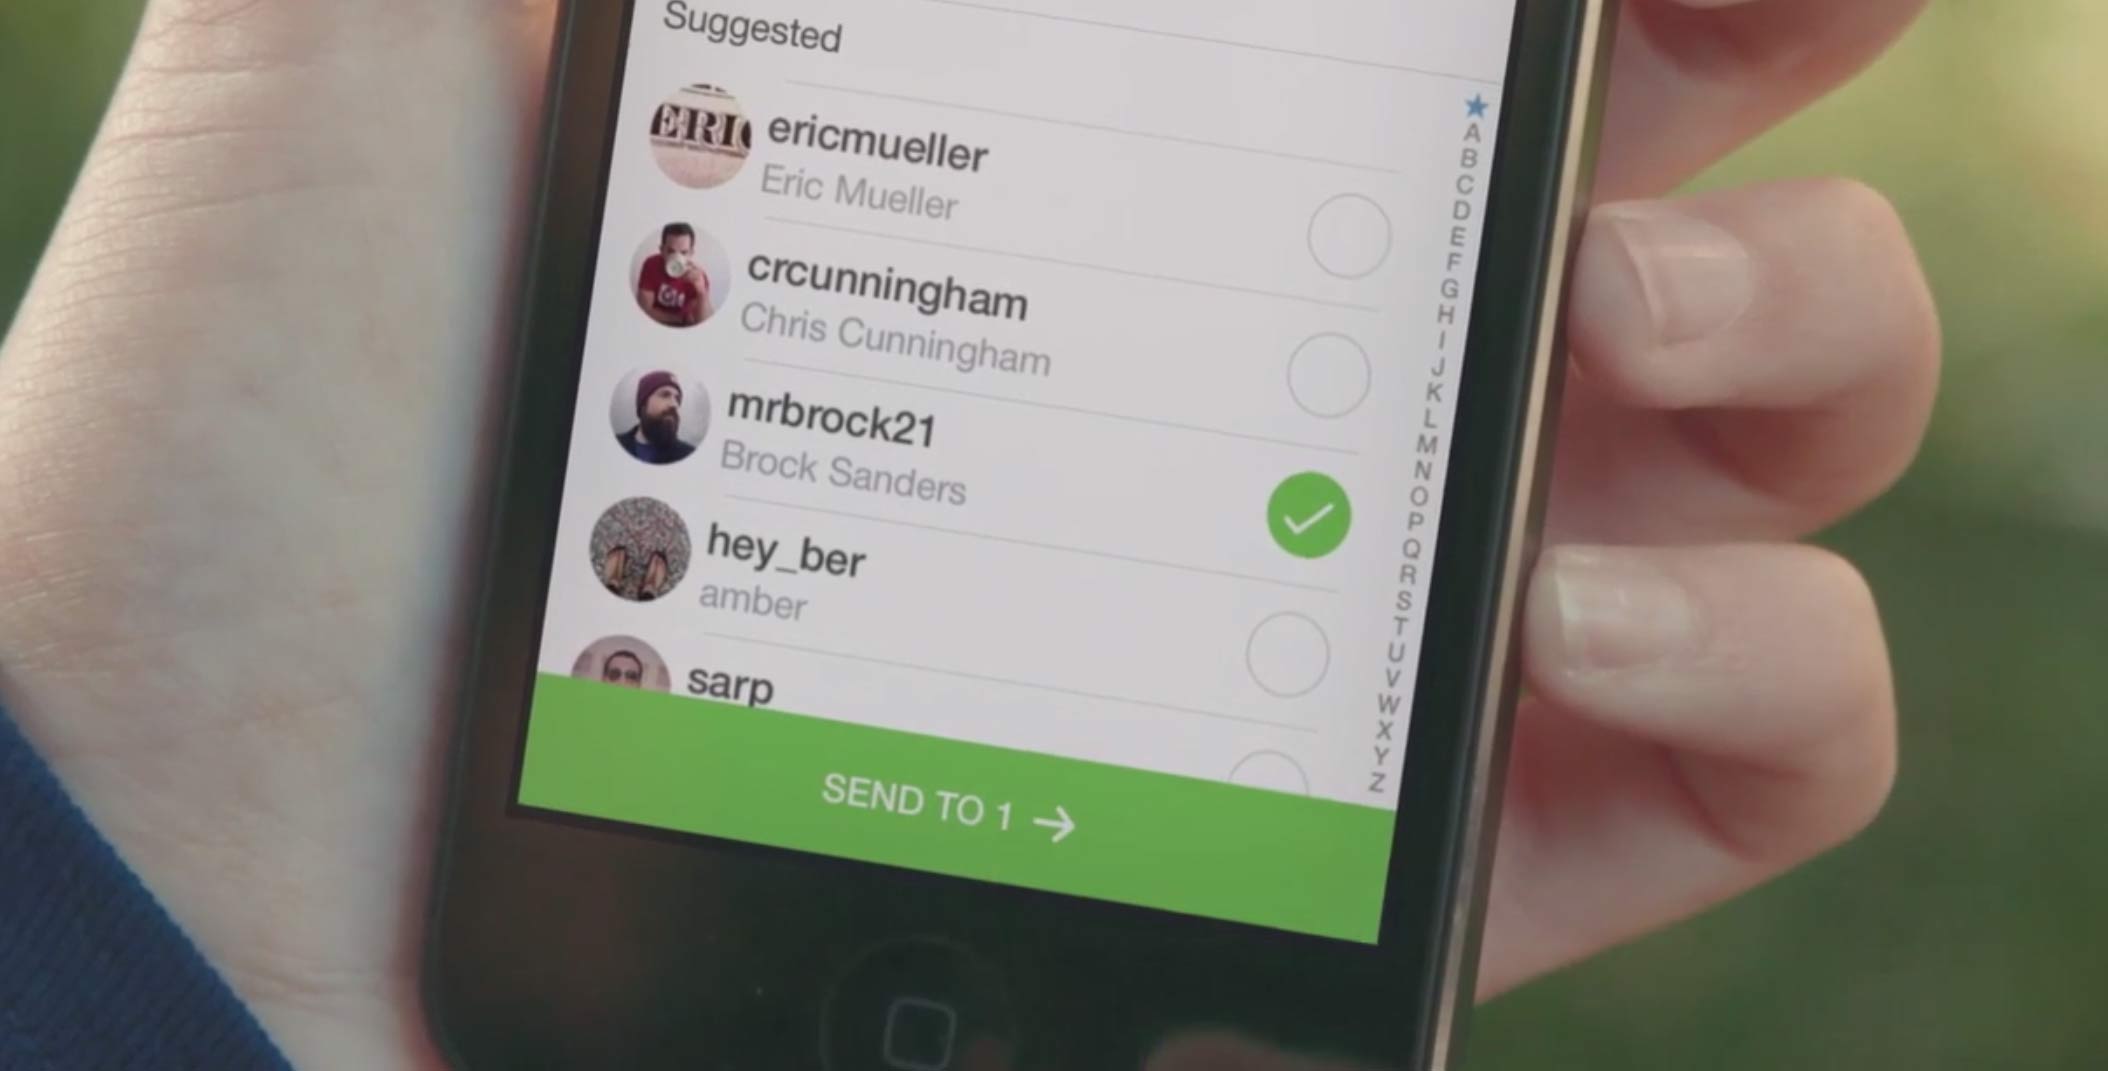 Suggested
ERIC
ericmueller
Eric Mueller
crcunningham
Chris Cunningham
mrbrock21
Brock Sanders
hey_ber
amber
sarp
SEND TO 1 →
★
A
B
C
D
E
F
G
H
I
J
K
L
M
N
O
P
Q
R
S
T
U
V
W
X
Y
Z